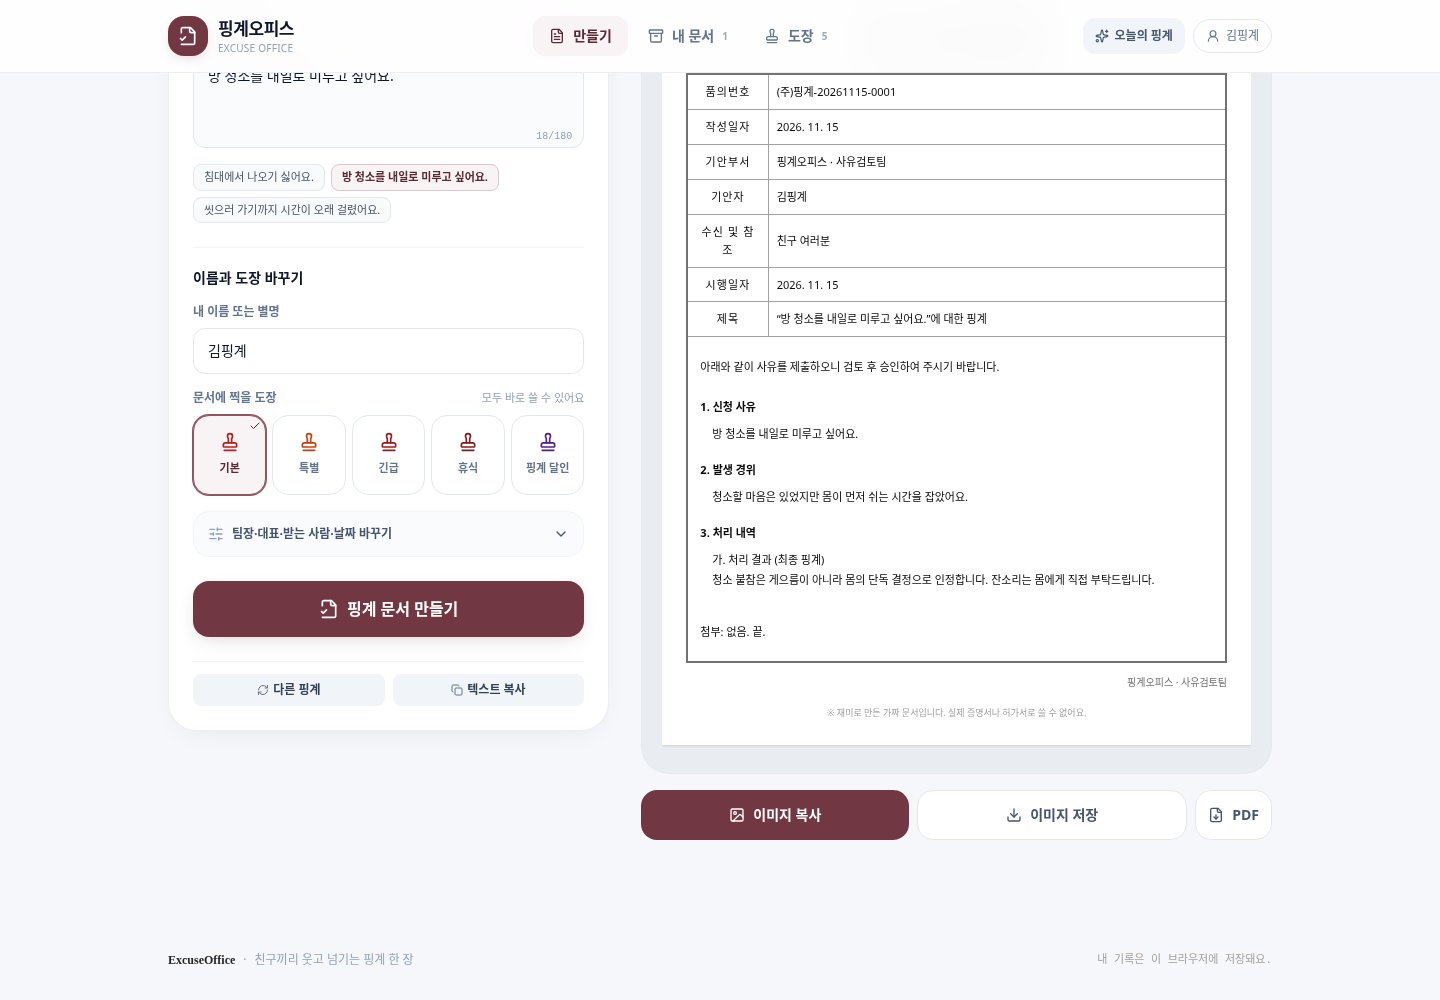 핑계오피스
EXCUSE OFFICE
만들기
내 문서 1
도장 5
오늘의 핑계
김핑계
방 청소를 내일로 미루고 싶어요.
18/180
침대에서 나오기 싫어요.
방 청소를 내일로 미루고 싶어요.
씻으러 가기까지 시간이 오래 걸렸어요.
이름과 도장 바꾸기
내 이름 또는 별명
김핑계
문서에 찍을 도장
모두 바로 쓸 수 있어요
기본
특별
긴급
휴식
핑계 달인
팀장·대표·받는 사람·날짜 바꾸기
핑계 문서 만들기
다른 핑계
텍스트 복사
품의번호
(주)핑계-20261115-0001
작성일자
2026. 11. 15
기안부서
핑계오피스 · 사유검토팀
기안자
김핑계
수신 및 참
조
친구 여러분
시행일자
2026. 11. 15
제목
“방 청소를 내일로 미루고 싶어요.”에 대한 핑계
아래와 같이 사유를 제출하오니 검토 후 승인하여 주시기 바랍니다.
1. 신청 사유
방 청소를 내일로 미루고 싶어요.
2. 발생 경위
청소할 마음은 있었지만 몸이 먼저 쉬는 시간을 잡았어요.
3. 처리 내역
가. 처리 결과 (최종 핑계)
청소 불참은 게으름이 아니라 몸의 단독 결정으로 인정합니다. 잔소리는 몸에게 직접 부탁드립니다.
첨부: 없음. 끝.
핑계오피스 · 사유검토팀
※ 재미로 만든 가짜 문서입니다. 실제 증명서나 허가서로 쓸 수 없어요.
이미지 복사
이미지 저장
PDF
ExcuseOffice · 친구끼리 웃고 넘기는 핑계 한 장
내 기록은 이 브라우저에 저장돼요.